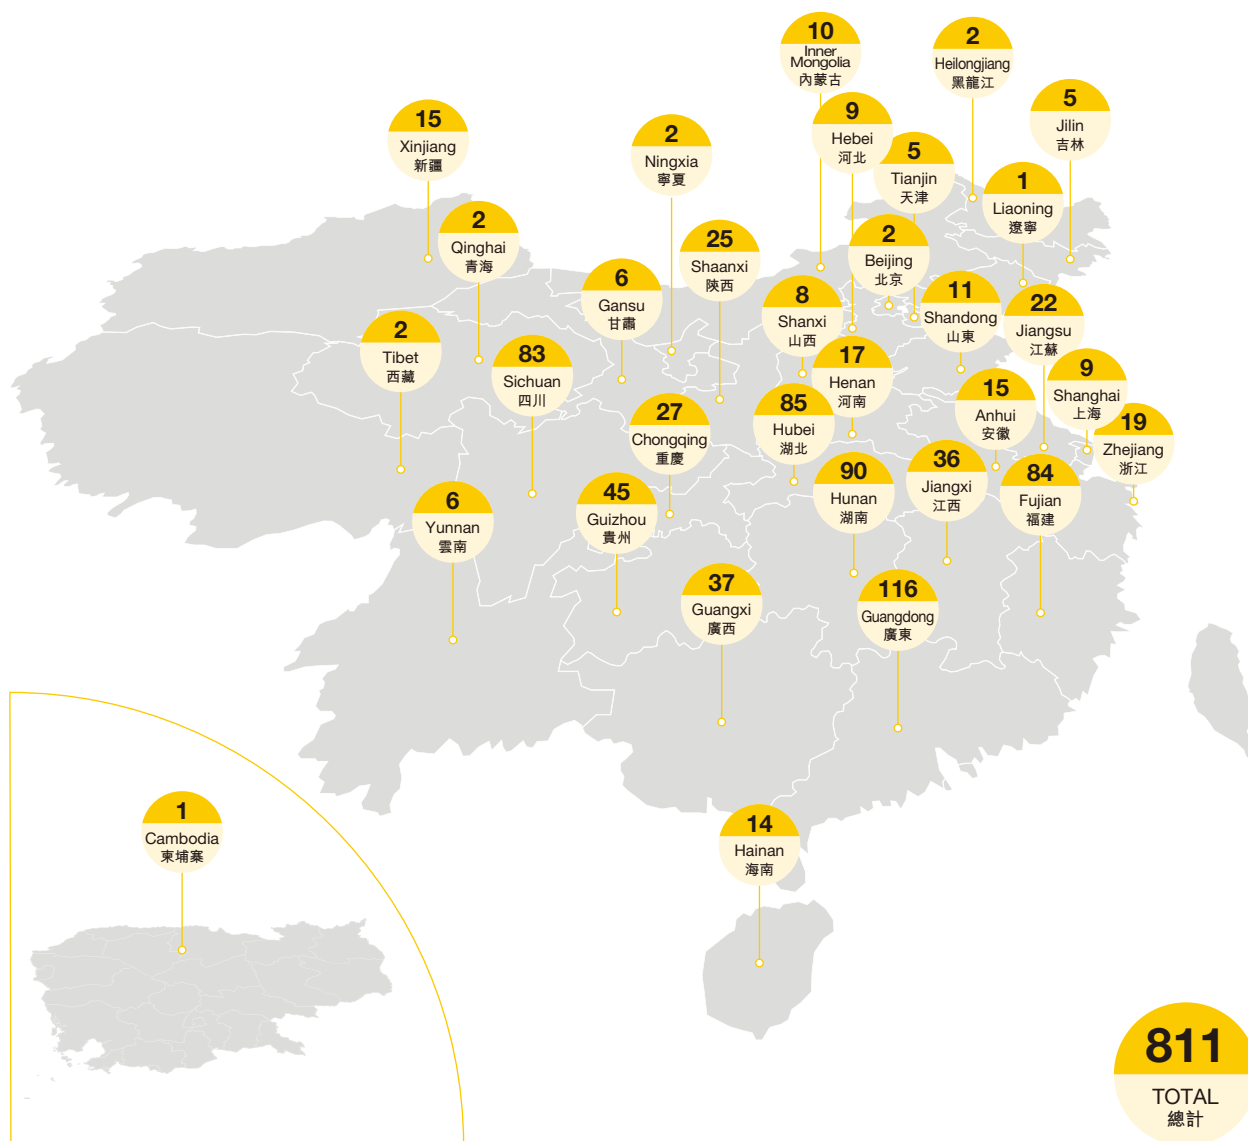 10
Inner
Mongolia
內蒙古
2
Heilongjiang
黑龍江
5
Jilin
吉林
15
Xinjiang
新疆
2
Ningxia
寧夏
9
Hebei
河北
5
Tianjin
天津
1
Liaoning
遼寧
2
Qinghai
青海
25
Shaanxi
陝西
2
Beijing
北京
6
Gansu
甘肅
8
Shanxi
山西
11
Shandong
山東
22
Jiangsu
江蘇
2
Tibet
西藏
83
Sichuan
四川
17
Henan
河南
9
Shanghai
上海
27
Chongqing
重慶
85
Hubei
湖北
15
Anhui
安徽
19
Zhejiang
浙江
6
Yunnan
雲南
45
Guizhou
貴州
90
Hunan
湖南
36
Jiangxi
江西
84
Fujian
福建
37
Guangxi
廣西
116
Guangdong
廣東
1
Cambodia
柬埔寨
14
Hainan
海南
811
TOTAL
總計